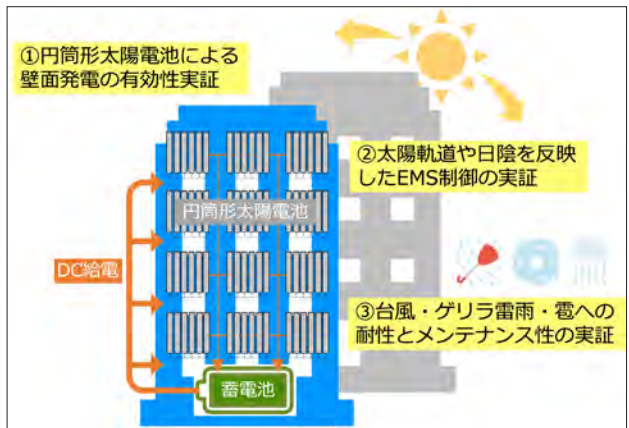 ①円筒形太陽電池による
壁面発電の有効性実証
②太陽軌道や日陰を反映
したEMS制御の実証
円筒形太陽電池
DC給電
③台風・ゲリラ雷雨・雹への
耐性とメンテナンス性の実証
蓄電池